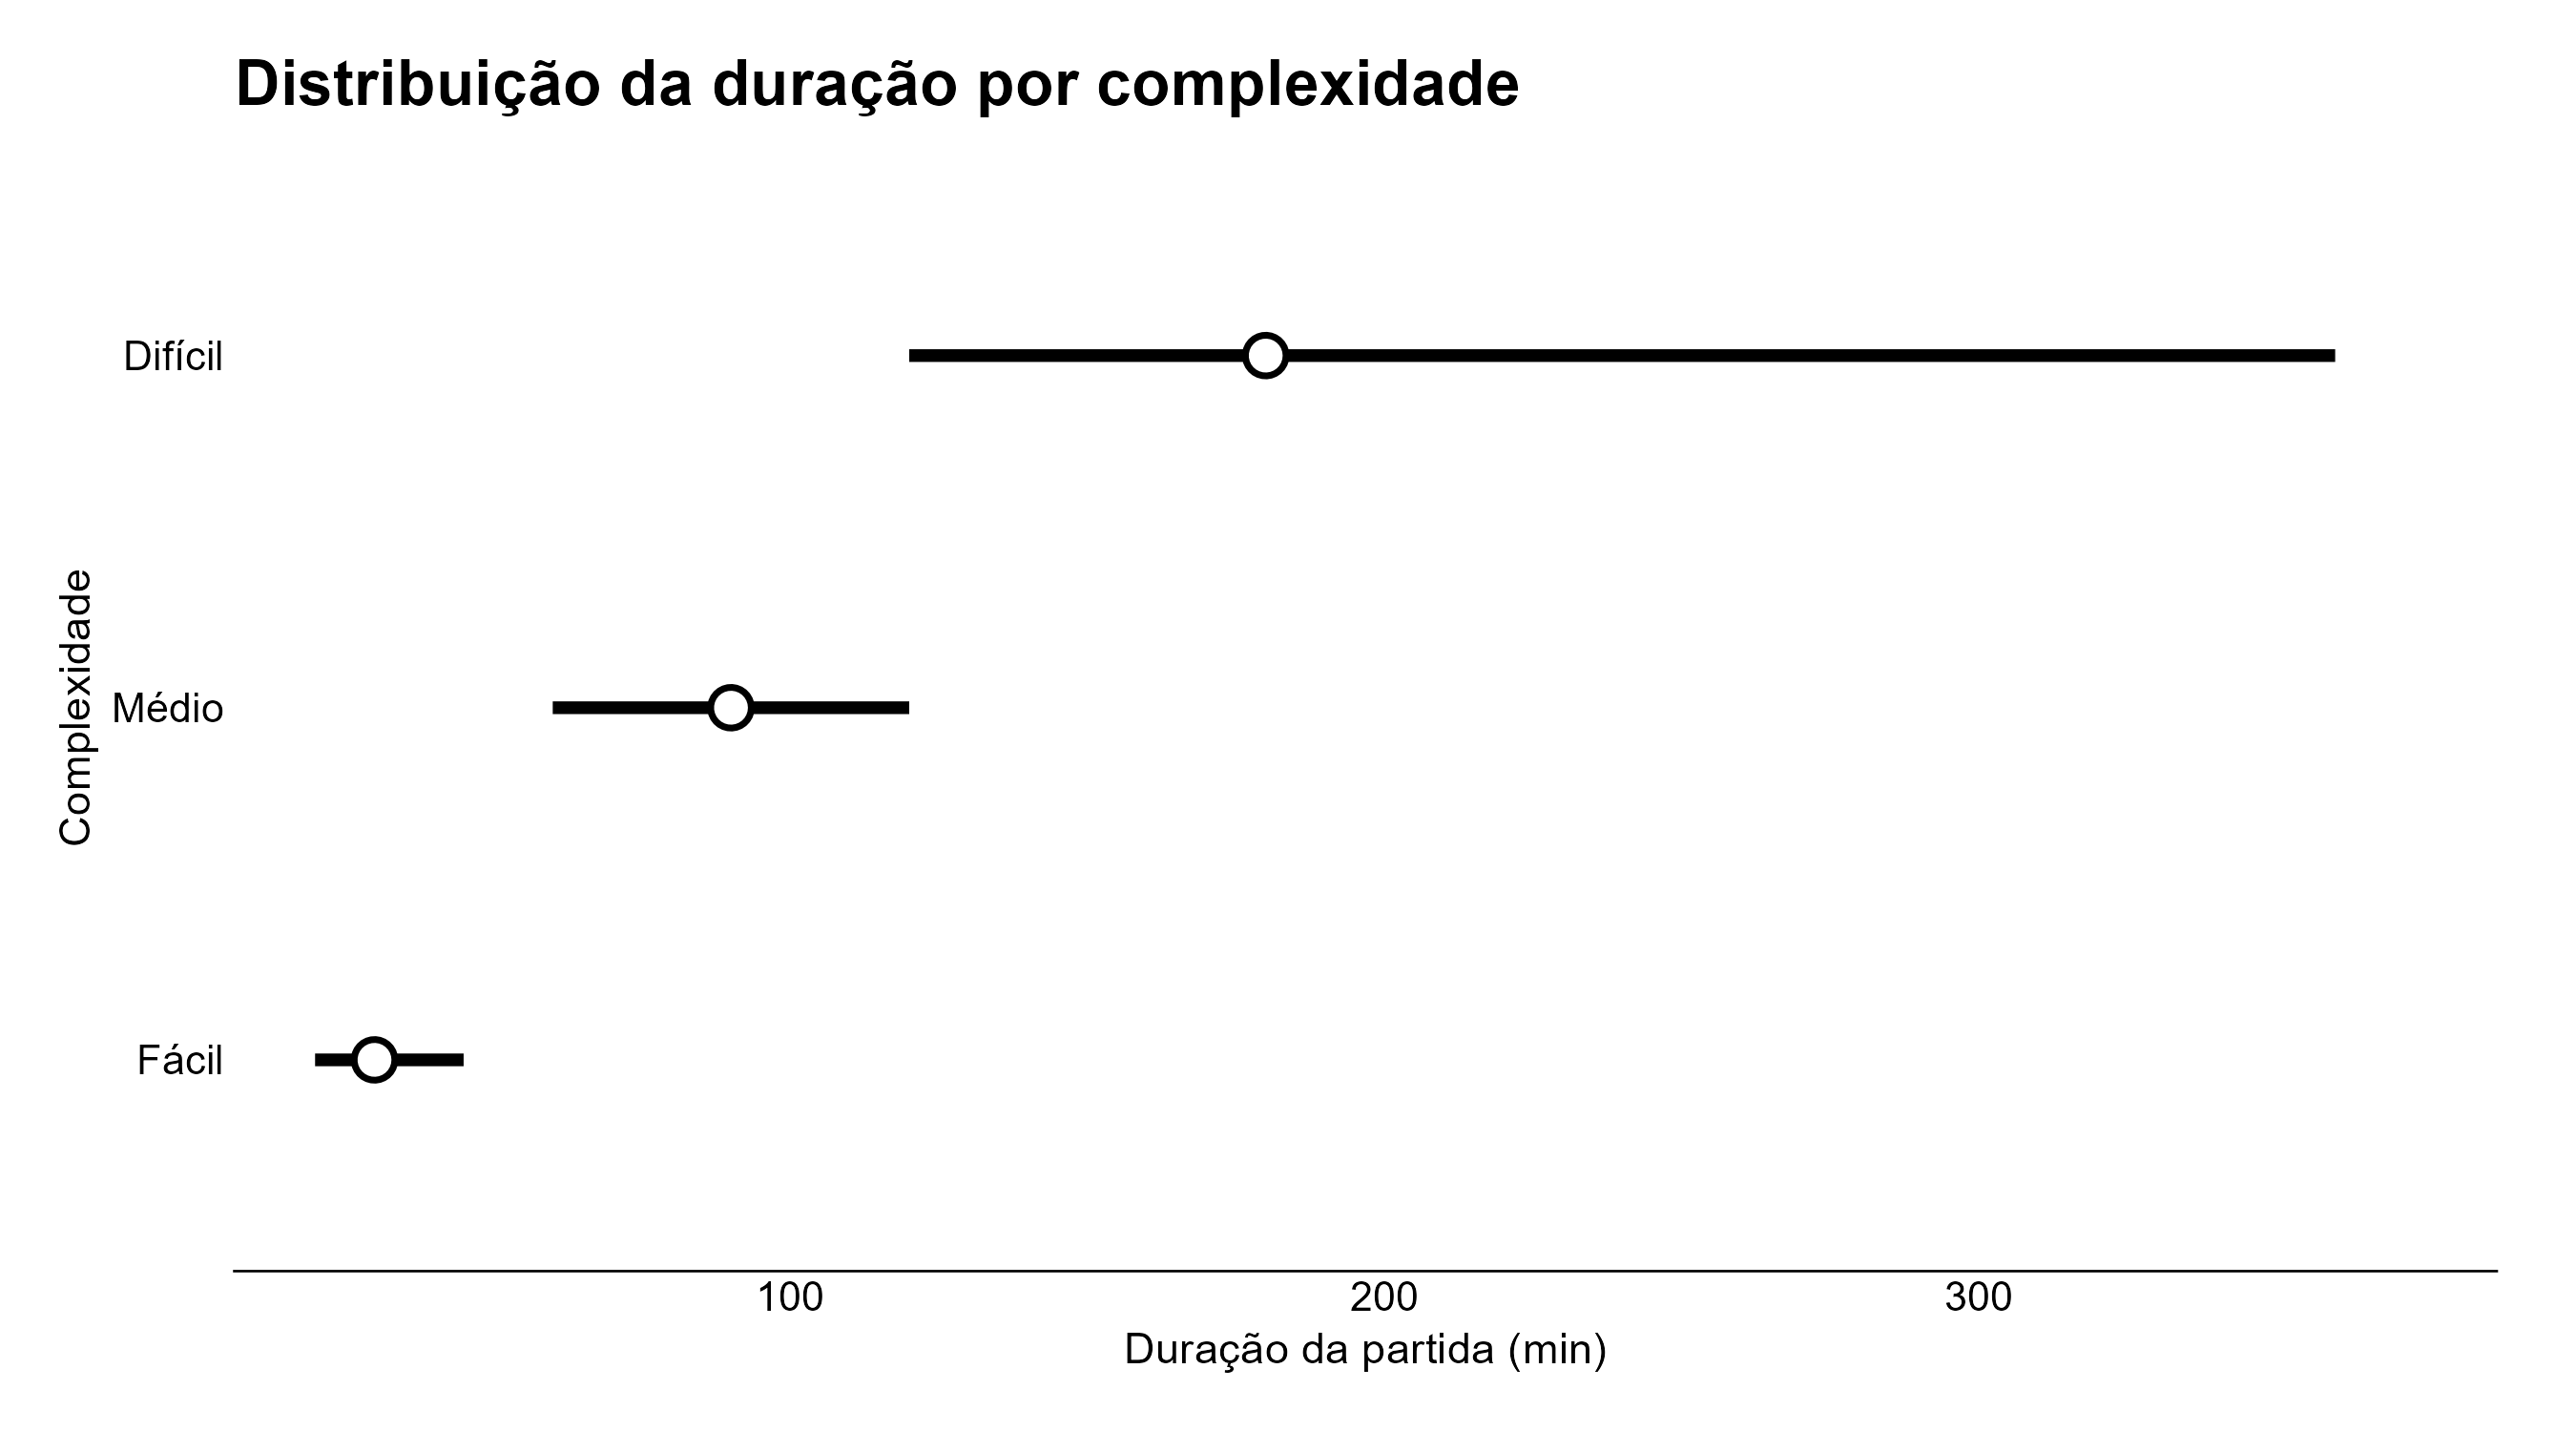 Distribuição da duração por complexidade
Difícil
Médio
Fácil
Complexidade
100 200 300
Duração da partida (min)